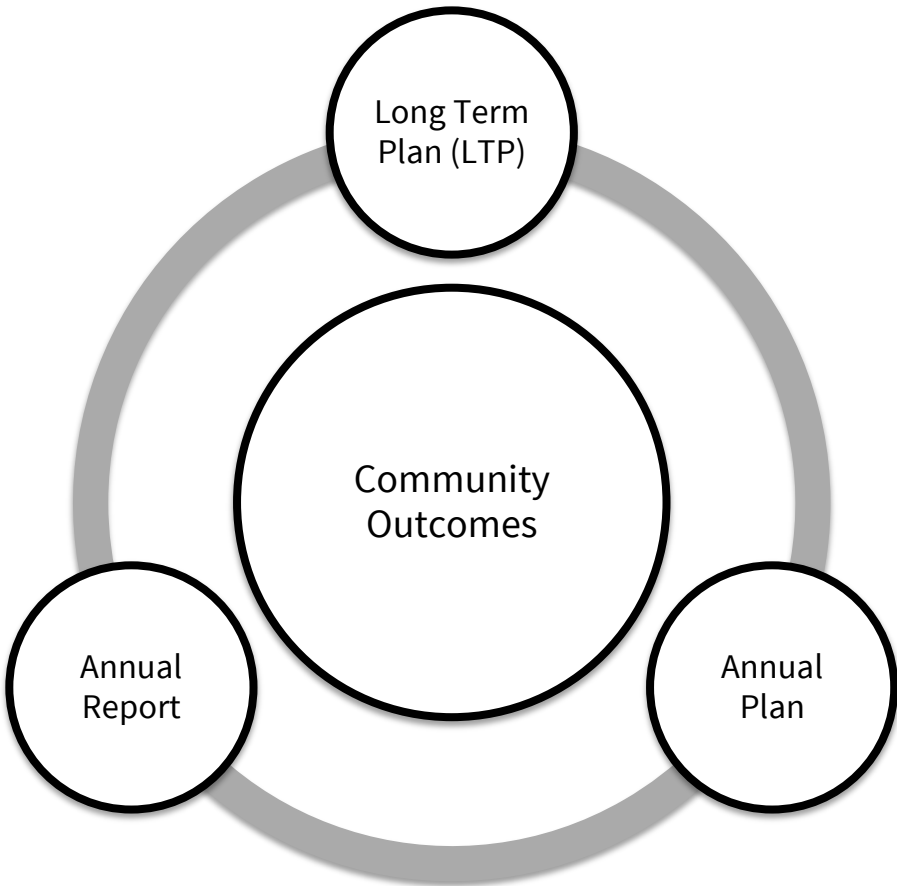 Long Term
Plan (LTP)
Community
Outcomes
Annual
Report
Annual
Plan